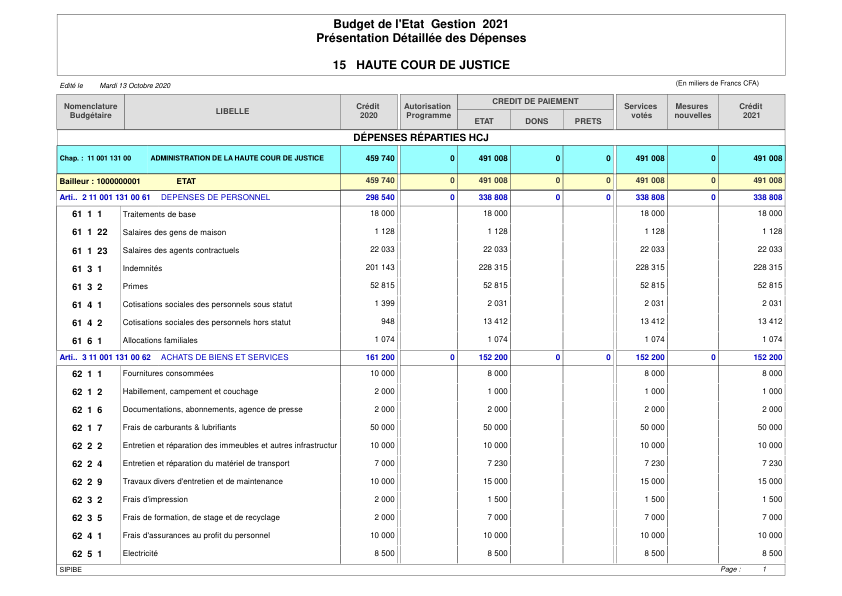 Budget de l'Etat Gestion 2021
Présentation Détaillée des Dépenses
15 HAUTE COUR DE JUSTICE
Edité le Mardi 13 Octobre 2020 (En miliers de Francs CFA)
Nomenclature Budgétaire LIBELLE Crédit 2020 Autorisation Programme CREDIT DE PAIEMENT ETAT DONS PRETS Services votés Mesures nouvelles Crédit 2021
DÉPENSES RÉPARTIES HCJ
Chap. : 11 001 131 00 ADMINISTRATION DE LA HAUTE COUR DE JUSTICE 459 740 0 491 008 0 0 491 008 0 491 008
Bailleur : 1000000001 ETAT 459 740 0 491 008 0 0 491 008 0 491 008
Arti.. 2 11 001 131 00 61 DEPENSES DE PERSONNEL 298 540 0 338 808 0 0 338 808 0 338 808
61 1 1 Traitements de base 18 000 18 000 18 000 18 000
61 1 22 Salaires des gens de maison 1 128 1 128 1 128 1 128
61 1 23 Salaires des agents contractuels 22 033 22 033 22 033 22 033
61 3 1 Indemnités 201 143 228 315 228 315 228 315
61 3 2 Primes 52 815 52 815 52 815 52 815
61 4 1 Cotisations sociales des personnels sous statut 1 399 2 031 2 031 2 031
61 4 2 Cotisations sociales des personnels hors statut 948 13 412 13 412 13 412
61 6 1 Allocations familiales 1 074 1 074 1 074 1 074
Arti.. 3 11 001 131 00 62 ACHATS DE BIENS ET SERVICES 161 200 0 152 200 0 0 152 200 0 152 200
62 1 1 Fournitures consommées 10 000 8 000 8 000 8 000
62 1 2 Habillement, campement et couchage 2 000 1 000 1 000 1 000
62 1 6 Documentations, abonnements, agence de presse 2 000 2 000 2 000 2 000
62 1 7 Frais de carburants & lubrifiants 50 000 50 000 50 000 50 000
62 2 2 Entretien et réparation des immeubles et autres infrastructur 10 000 10 000 10 000 10 000
62 2 4 Entretien et réparation du matériel de transport 7 000 7 230 7 230 7 230
62 2 9 Travaux divers d'entretien et de maintenance 10 000 15 000 15 000 15 000
62 3 2 Frais d'impression 2 000 1 500 1 500 1 500
62 3 5 Frais de formation, de stage et de recyclage 2 000 7 000 7 000 7 000
62 4 1 Frais d'assurances au profit du personnel 10 000 10 000 10 000 10 000
62 5 1 Electricité 8 500 8 500 8 500 8 500
SIPIBE Page : 1